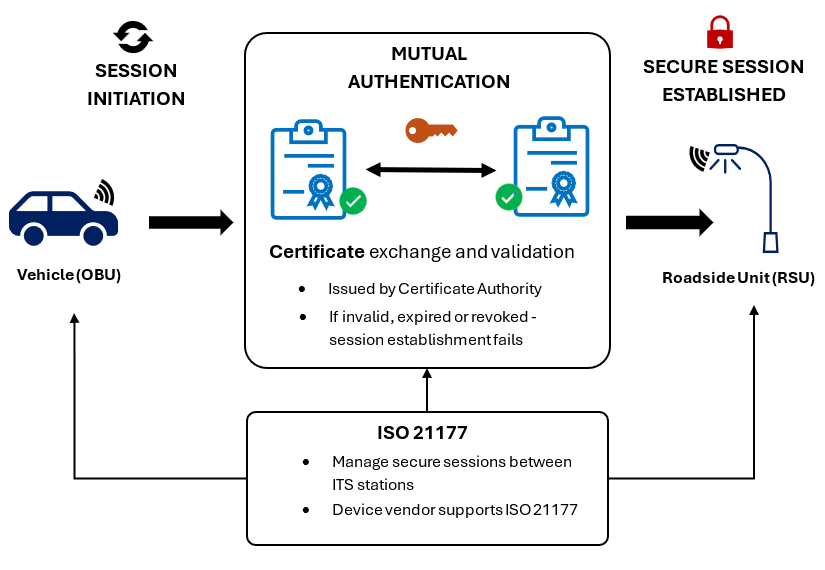 SESSION
INITIATION
MUTUAL
AUTHENTICATION
SECURE SESSION
ESTABLISHED
Vehicle (OBU)
Certificate exchange and validation
• Issued by Certificate Authority
• If invalid, expired or revoked -
session establishment fails
Roadside Unit (RSU)
ISO 21177
• Manage secure sessions between
ITS stations
• Device vendor supports ISO 21177